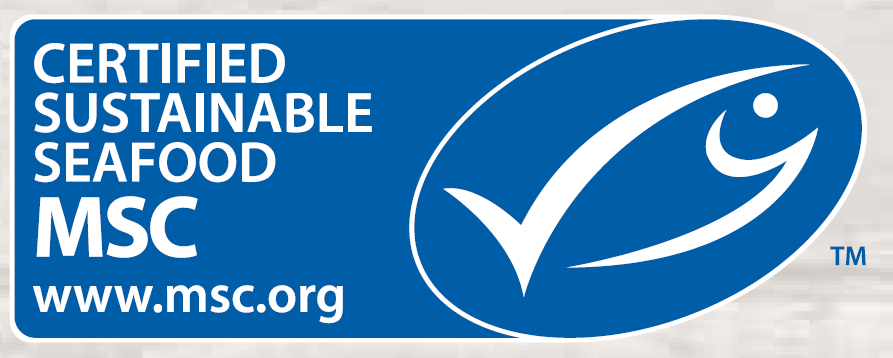 CERTIFIED
SUSTAINABLE
SEAFOOD
MSC
www.msc.org
TM